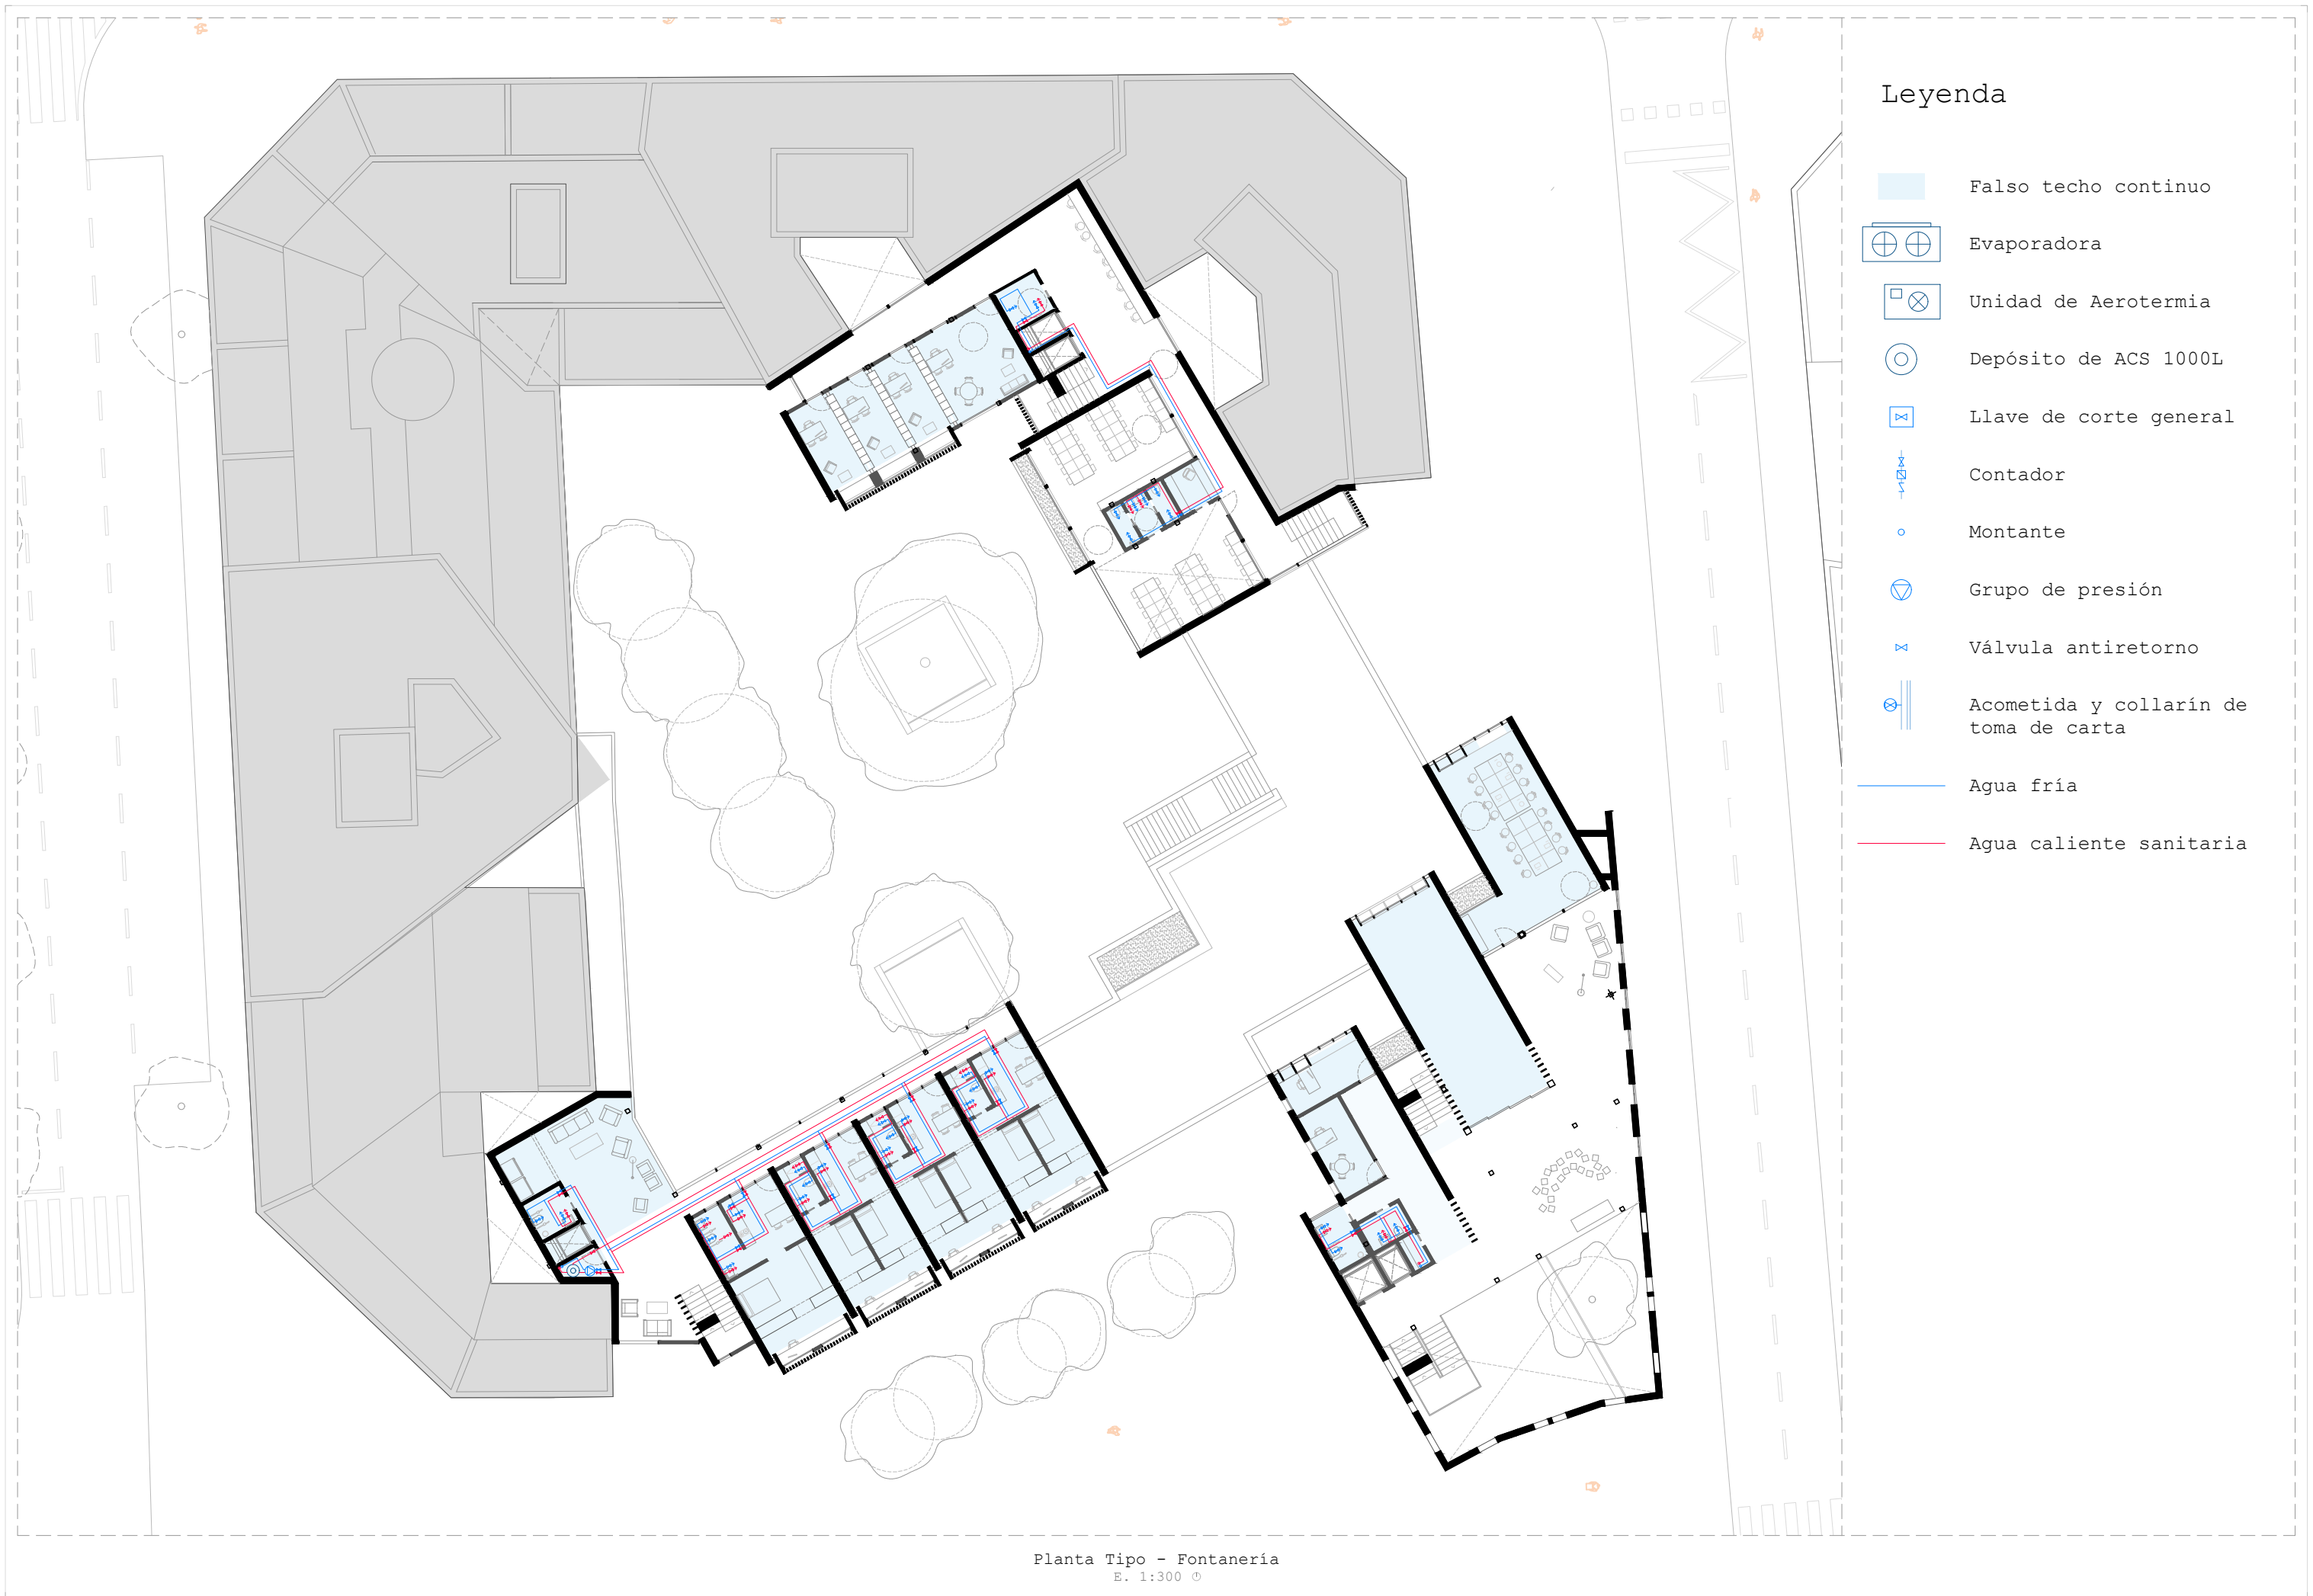 Leyenda
Falso techo continuo
Evaporadora
Unidad de Aerotermia
Depósito de ACS 1000L
Llave de corte general
Contador
Montante
Grupo de presión
Válvula antiretorno
Acometida y collarín de
toma de carta
Agua fría
Agua caliente sanitaria
Planta Tipo - Fontanería
E. 1:300